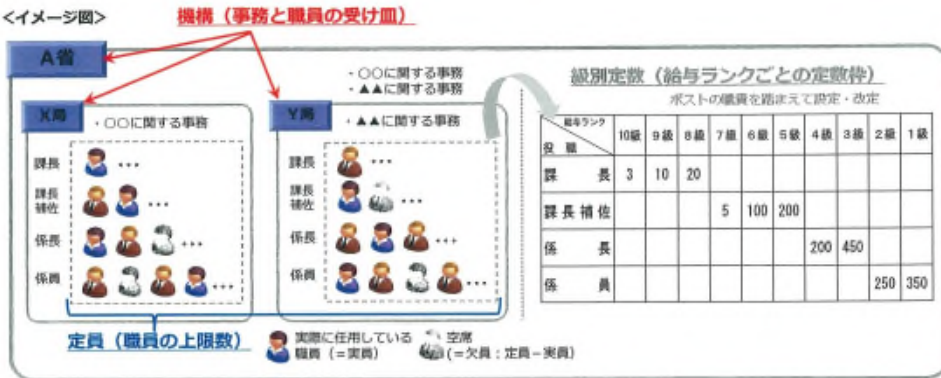 <イメージ図>
機構（事務と職員の受け皿）
A省
・〇〇に関する事務
・▲▲に関する事務
X局
・〇〇に関する事務
課長
…
課長
補佐
…
係長
…
係員
…
Y局
・▲▲に関する事務
課長
…
課長
補佐
…
係長
…
係員
…
定員（職員の上限数）
実際に任用している
職員（＝実員）
空席
(＝欠員：定員－実員)
級別定数（給与ランクごとの定数枠）
ポストの職責を踏まえて設定・改定
給与ランク
役職 10級 9級 8級 7級 6級 5級 4級 3級 2級 1級
課長 3 10 20
課長補佐 5 100 200
係長 200 450
係員 250 350